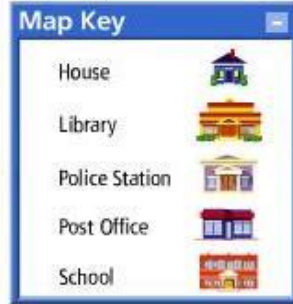 Map Key
House
Library
Police Station
Post Office
School